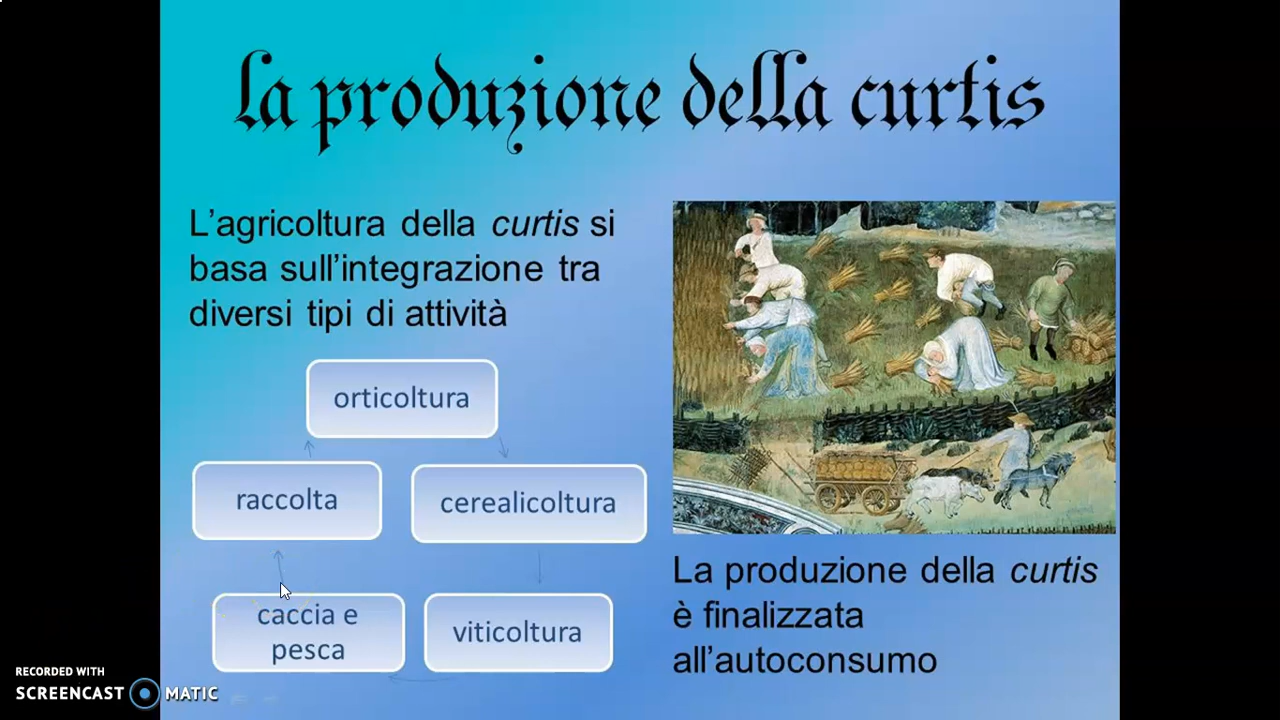 la produzione della curtis
L’agricoltura della curtis si
basa sull’integrazione tra
diversi tipi di attività
orticoltura
raccolta
cerealicoltura
caccia e
pesca
viticoltura
La produzione della curtis
è finalizzata
all’autoconsumo
RECORDED WITH
SCREENCAST MATIC